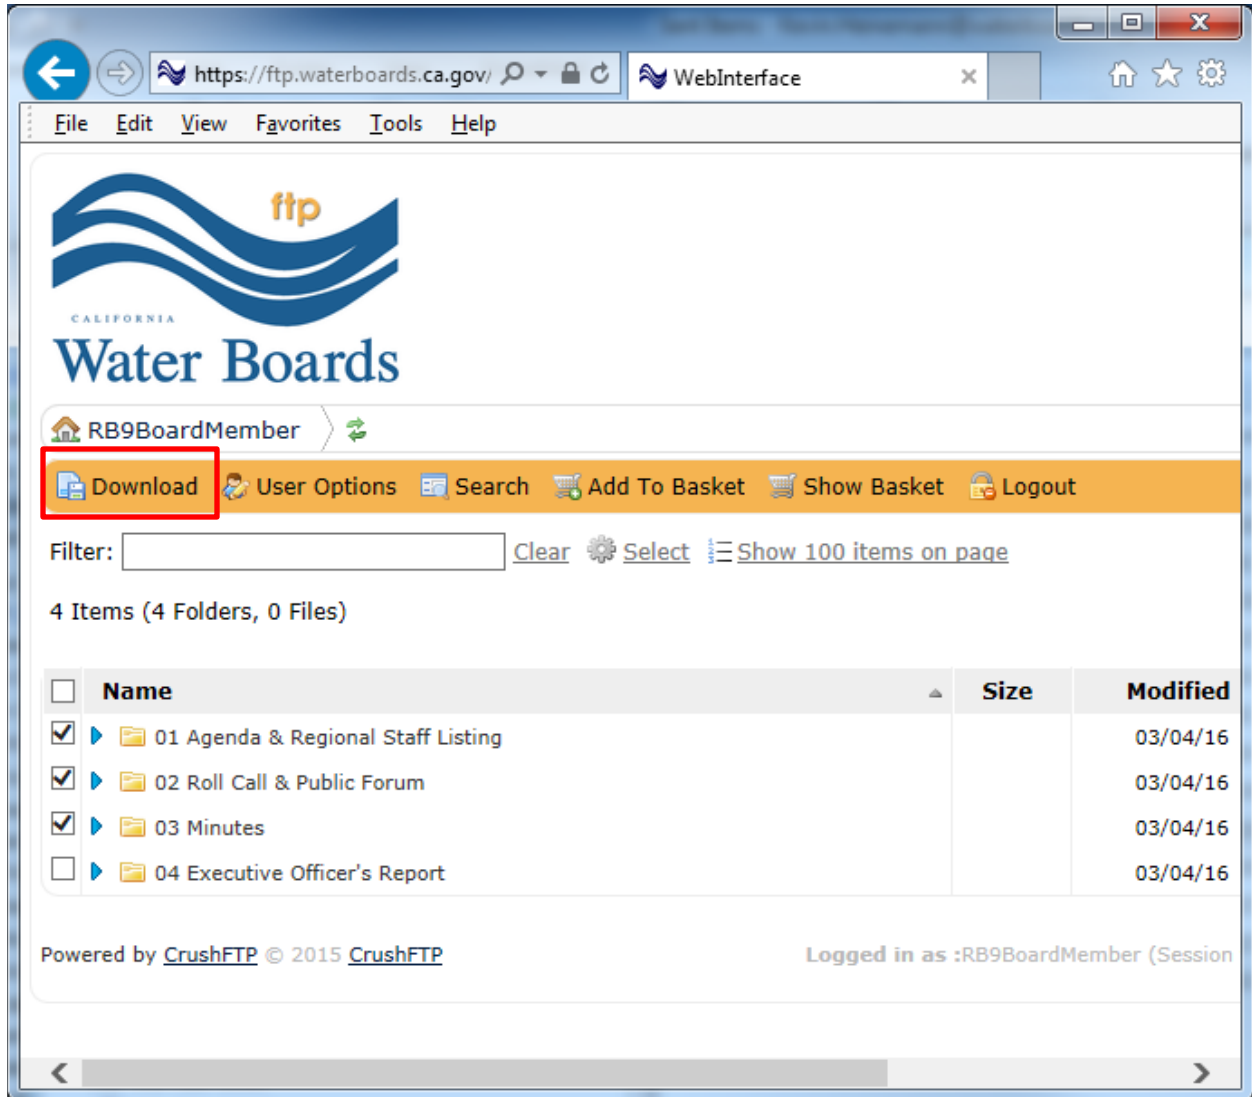 https://ftp.waterboards.ca.gov/ WebInterface
File Edit View Favorites Tools Help
ftp
CALIFORNIA
Water Boards
RB9BoardMember
Download User Options Search Add To Basket Show Basket Logout
Filter: Clear Select Show 100 items on page
4 Items (4 Folders, 0 Files)
Name Size Modified
01 Agenda & Regional Staff Listing 03/04/16
02 Roll Call & Public Forum 03/04/16
03 Minutes 03/04/16
04 Executive Officer's Report 03/04/16
Powered by CrushFTP © 2015 CrushFTP Logged in as :RB9BoardMember (Session